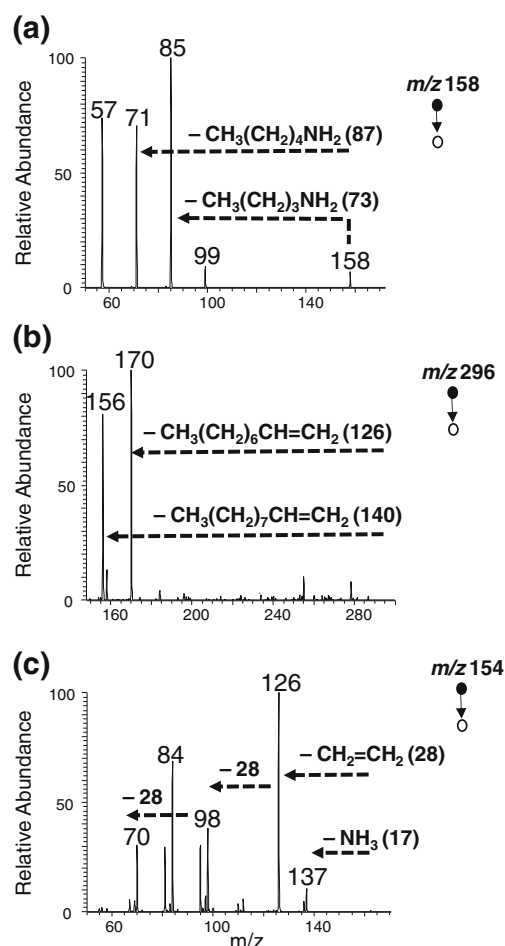 (a)
Relative Abundance
100
50
0
57
71
85
99
158
– CH₃(CH₂)₄NH₂ (87)
– CH₃(CH₂)₃NH₂ (73)
m/z 158
60
100
140
(b)
Relative Abundance
100
50
0
156
170
– CH₃(CH₂)₆CH=CH₂ (126)
– CH₃(CH₂)₇CH=CH₂ (140)
m/z 296
160
200
240
280
(c)
Relative Abundance
100
50
0
126
84
98
70
137
– 28
– 28
– CH₂=CH₂ (28)
– NH₃ (17)
m/z 154
60
100
140
m/z